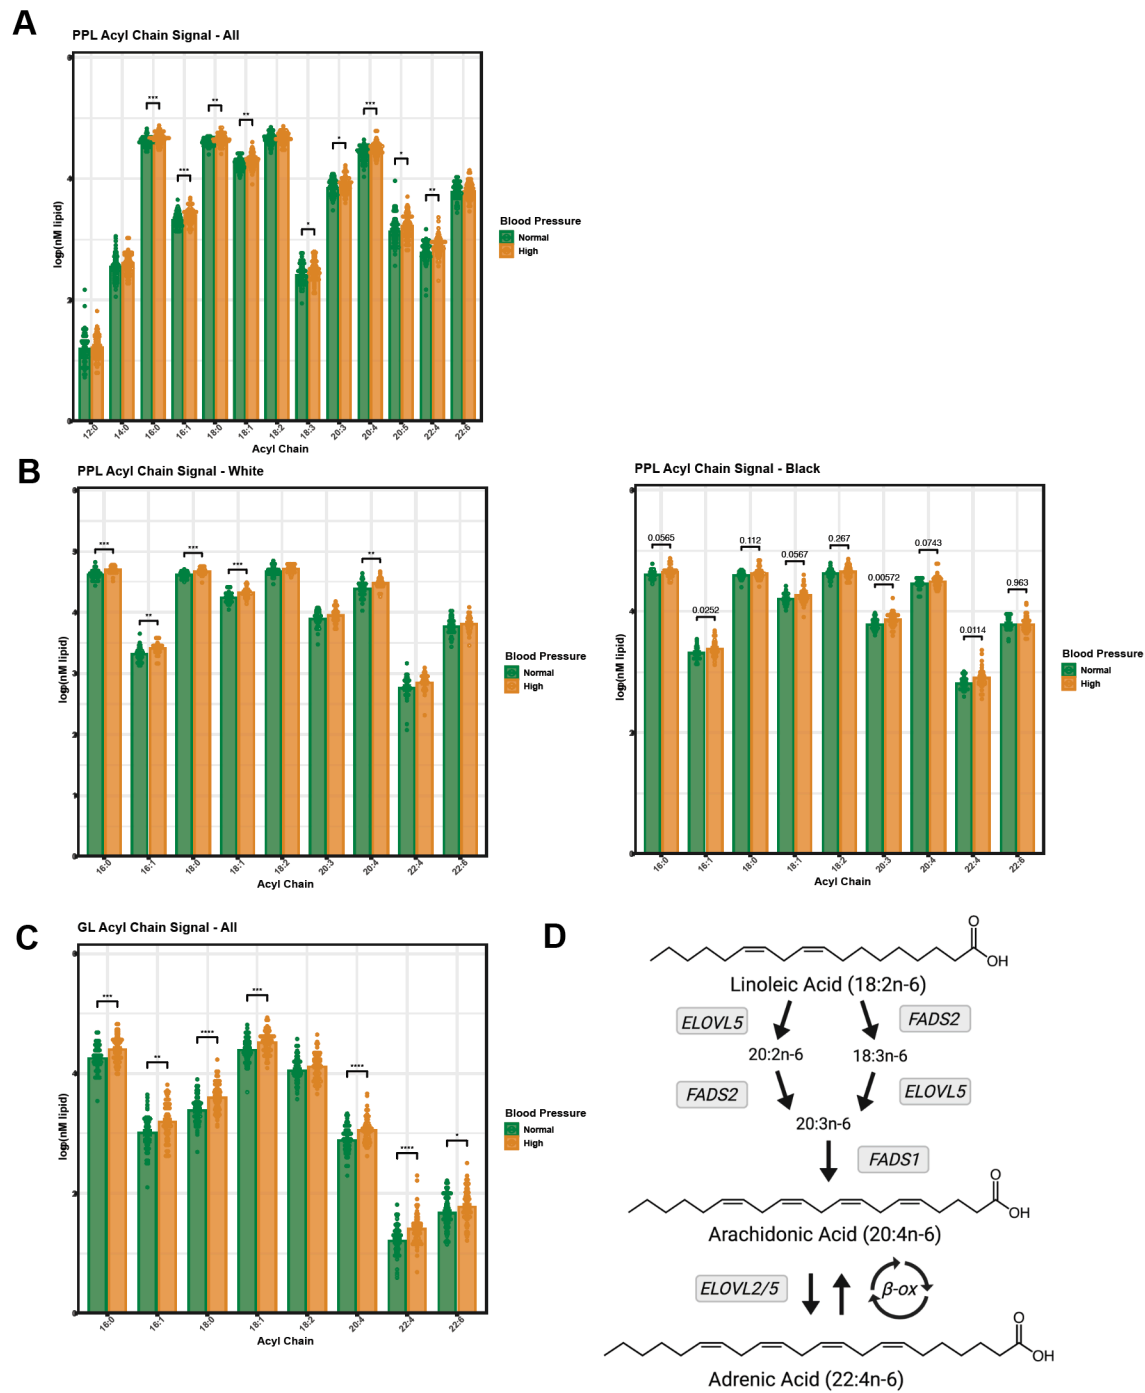 A
PPL Acyl Chain Signal - All
log(nM lipid)
*** *** ** ** * * *** * **
12:0 14:0 16:0 16:1 18:0 18:1 18:2 18:3 20:3 20:4 20:5 22:4 22:6
Acyl Chain
Blood Pressure
Normal
High
B
PPL Acyl Chain Signal - White
log(nM lipid)
*** ** *** *** **
16:0 16:1 18:0 18:1 18:2 20:3 20:4 22:4 22:6
Acyl Chain
Blood Pressure
Normal
High
PPL Acyl Chain Signal - Black
log(nM lipid)
0.0565 0.0252 0.112 0.0567 0.267 0.00572 0.0743 0.0114 0.963
16:0 16:1 18:0 18:1 18:2 20:3 20:4 22:4 22:6
Acyl Chain
Blood Pressure
Normal
High
C
GL Acyl Chain Signal - All
log(nM lipid)
*** ** **** *** **** **** *
16:0 16:1 18:0 18:1 18:2 20:4 22:4 22:6
Acyl Chain
Blood Pressure
Normal
High
D
O
OH
Linoleic Acid (18:2n-6)
ELOVL5 FADS2
20:2n-6 18:3n-6
FADS2 ELOVL5
20:3n-6
FADS1
O
OH
Arachidonic Acid (20:4n-6)
ELOVL2/5 β-ox
O
OH
Adrenic Acid (22:4n-6)